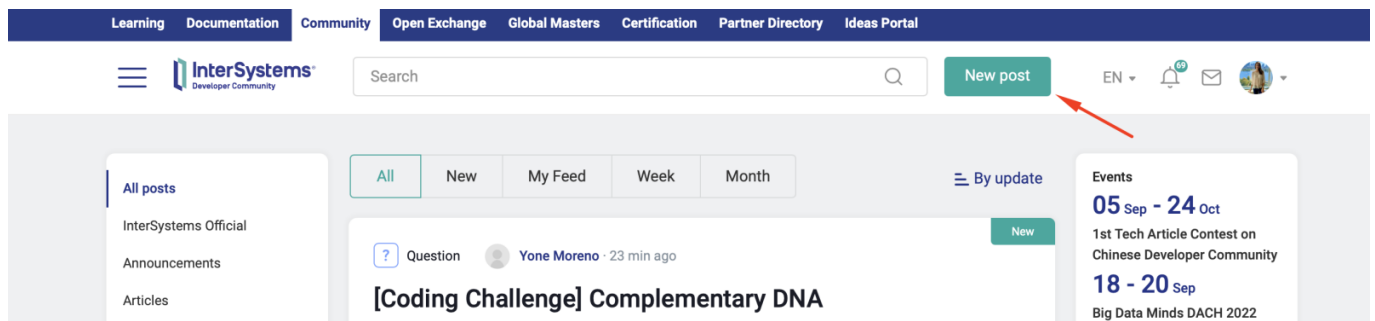 Learning Documentation Community Open Exchange Global Masters Certification Partner Directory Ideas Portal
InterSystems®
Developer Community
Search
New post
EN
69
All posts
InterSystems Official
Announcements
Articles
All New My Feed Week Month
By update
New
? Question Yone Moreno · 23 min ago
[Coding Challenge] Complementary DNA
Events
05 Sep - 24 Oct
1st Tech Article Contest on
Chinese Developer Community
18 - 20 Sep
Big Data Minds DACH 2022